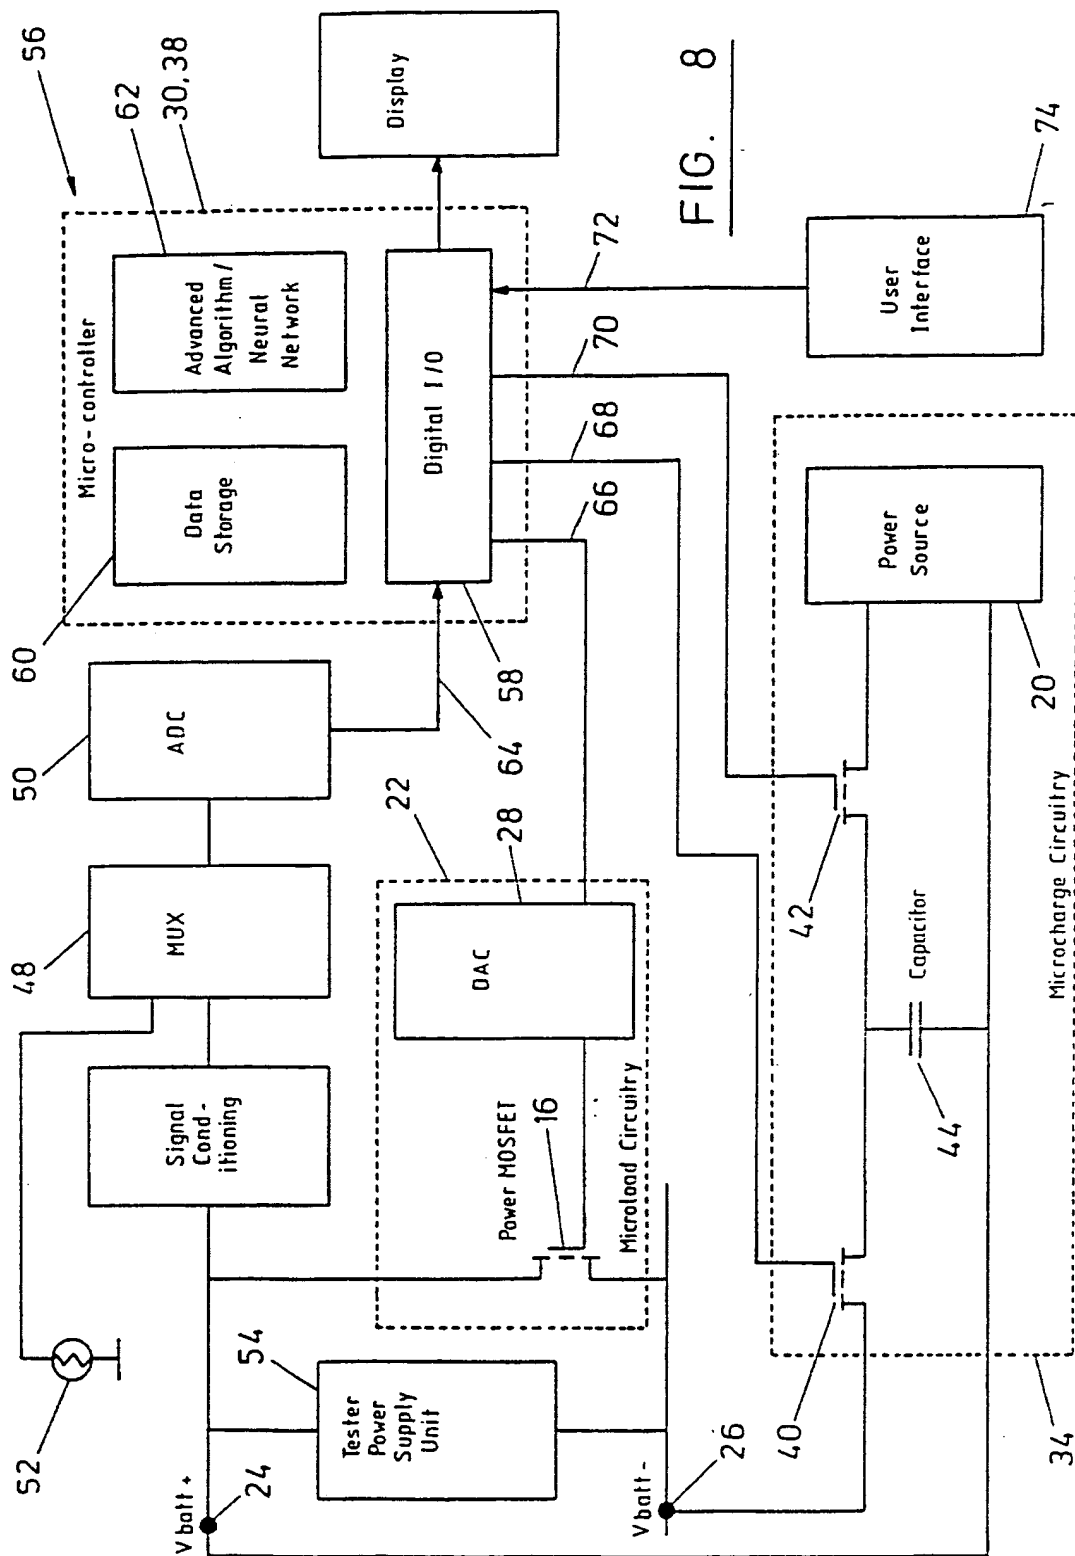 56
62
30,38
Micro-controller
Advanced
Algorithm/
Neural
Network
Data
Storage
60
Digital I/O
58
Display
FIG. 8
72
70
68
66
64
User
Interface
74
50
ADC
48
MUX
Signal
Cond-
itioning
52
22
28
DAC
Power MOSFET
16
Microload Circuitry
54
Tester
Power
Supply
Unit
Vbatt+
24
Vbatt-
26
Power
Source
20
42
Capacitor
44
40
Microcharge Circuitry
34